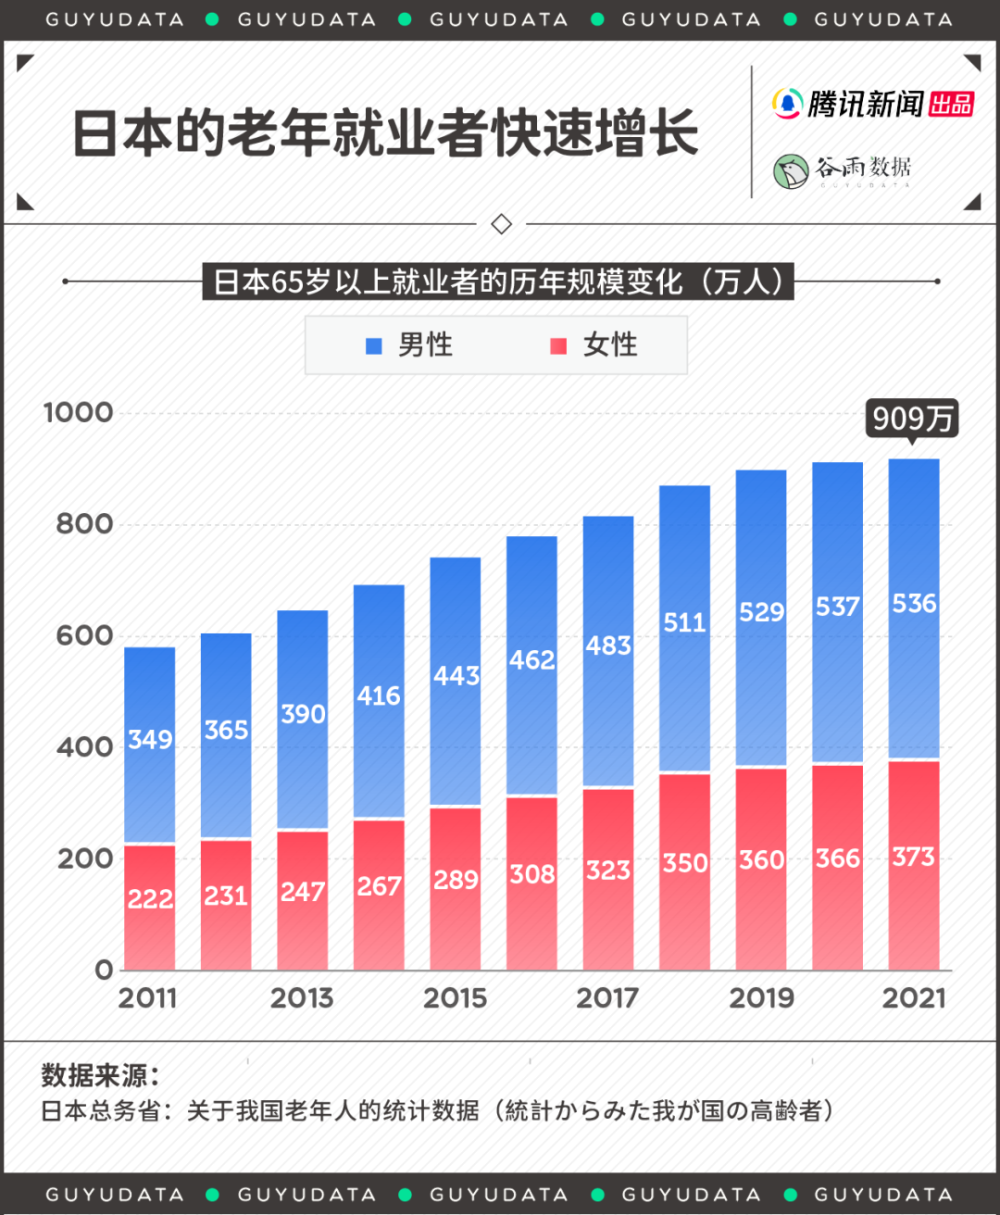 GUYUDATA GUYUDATA GUYUDATA GUYUDATA GUYUDATA
日本的老年就业者快速增长
腾讯新闻 出品
谷雨数据
GUYUDATA
日本65岁以上就业者的历年规模变化（万人）
男性 女性
1000
909万
800
600
400
200
0
349 365 390 416 443 462 483 511 529 537 536
222 231 247 267 289 308 323 350 360 366 373
2011 2013 2015 2017 2019 2021
数据来源：
日本总务省：关于我国老年人的统计数据（統計からみた我が国の高齢者）
GUYUDATA GUYUDATA GUYUDATA GUYUDATA GUYUDATA